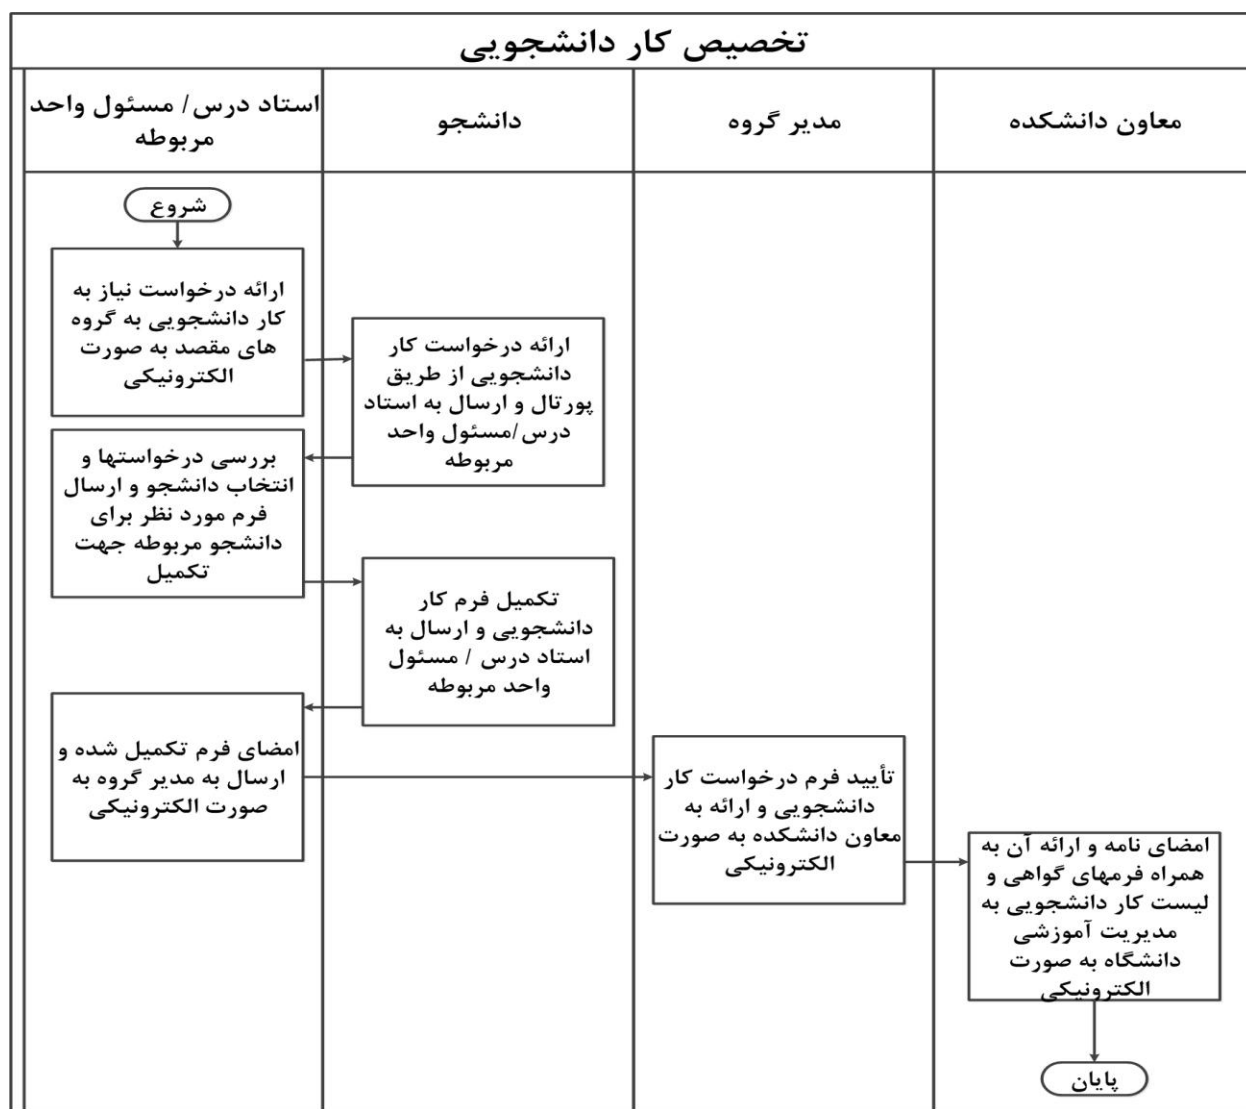 تخصیص کار دانشجویی
استاد درس/ مسئول واحد
مربوطه
دانشجو
مدیر گروه
معاون دانشکده
شروع
ارائه درخواست نیاز به
کار دانشجویی به گروه
های مقصد به صورت
الکترونیکی
ارائه درخواست کار
دانشجویی از طریق
پورتال و ارسال به استاد
درس/مسئول واحد
مربوطه
بررسی درخواستها و
انتخاب دانشجو و ارسال
فرم مورد نظر برای
دانشجو مربوطه جهت
تکمیل
تکمیل فرم کار
دانشجویی و ارسال به
استاد درس / مسئول
واحد مربوطه
امضای فرم تکمیل شده و
ارسال به مدیر گروه به
صورت الکترونیکی
تأیید فرم درخواست کار
دانشجویی و ارائه به
معاون دانشکده به صورت
الکترونیکی
امضای نامه و ارائه آن به
همراه فرمهای گواهی و
لیست کار دانشجویی به
مدیریت آموزشی
دانشگاه به صورت
الکترونیکی
پایان